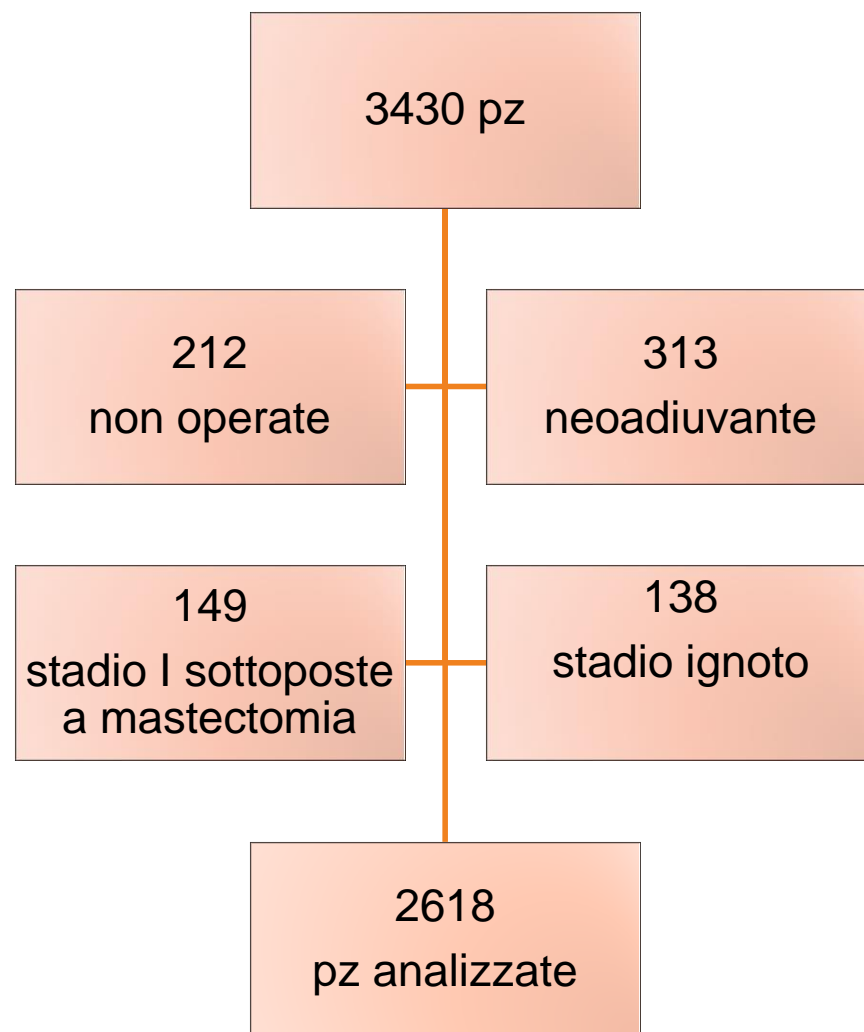 3430 pz
212
non operate
313
neoadiuvante
149
stadio I sottoposte
a mastectomia
138
stadio ignoto
2618
pz analizzate